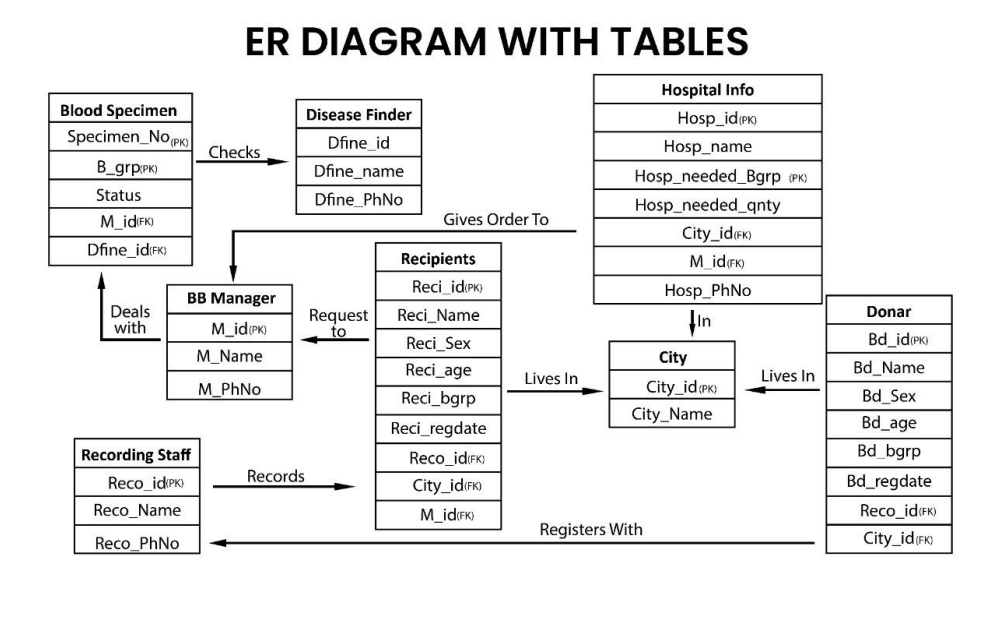 ER DIAGRAM WITH TABLES
Blood Specimen
Specimen_No(PK)
B_grp(PK)
Status
M_id(FK)
Dfine_id(FK)
Checks
Disease Finder
Dfine_id
Dfine_name
Dfine_PhNo
Hospital Info
Hosp_id(PK)
Hosp_name
Hosp_needed_Bgrp (PK)
Hosp_needed_qnty
City_id(FK)
M_id(FK)
Hosp_PhNo
Gives Order To
Deals
with
BB Manager
M_id(PK)
M_Name
M_PhNo
Request
to
Recipients
Reci_id(PK)
Reci_Name
Reci_Sex
Reci_age
Reci_bgrp
Reci_regdate
Reco_id(FK)
City_id(FK)
M_id(FK)
Lives In
In
City
City_id(PK)
City_Name
Lives In
Donar
Bd_id(PK)
Bd_Name
Bd_Sex
Bd_age
Bd_bgrp
Bd_regdate
Reco_id(FK)
City_id(FK)
Recording Staff
Reco_id(PK)
Reco_Name
Reco_PhNo
Records
Registers With